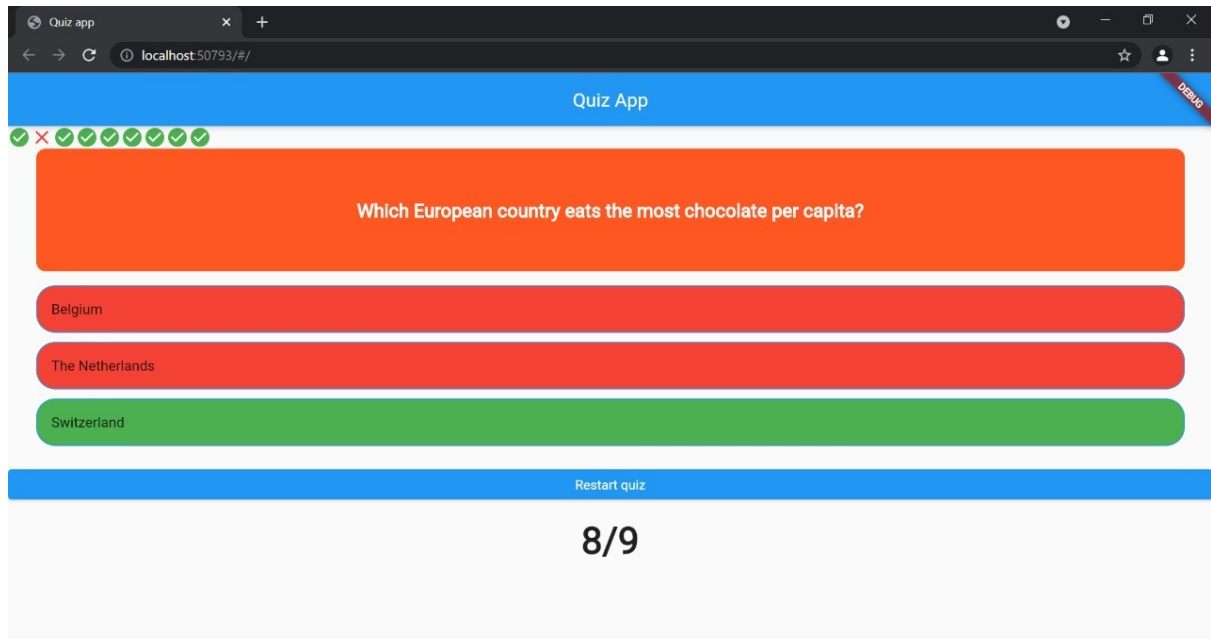 Quiz app
localhost:50793/#/
Quiz App
DEBUG
Which European country eats the most chocolate per capita?
Belgium
The Netherlands
Switzerland
Restart quiz
8/9